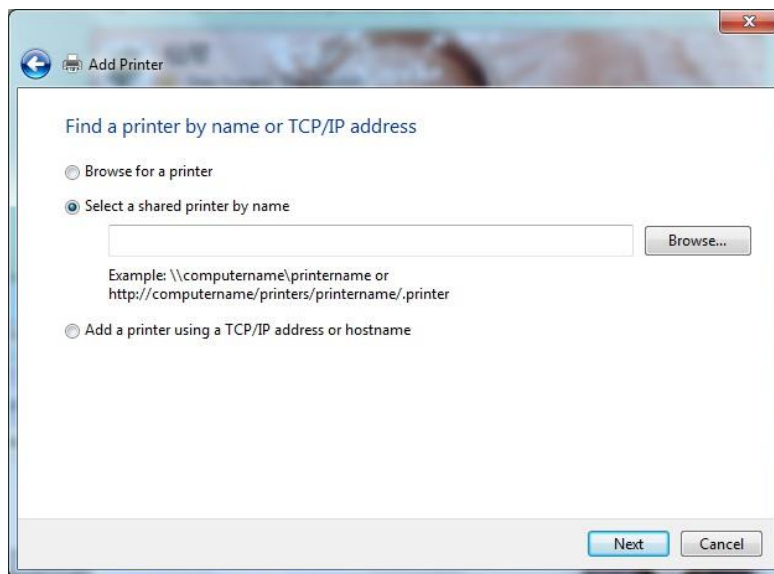 Add Printer
Find a printer by name or TCP/IP address
Browse for a printer
Select a shared printer by name
Browse...
Example: \\computername\printername or
http://computername/printers/printername/.printer
Add a printer using a TCP/IP address or hostname
Next
Cancel